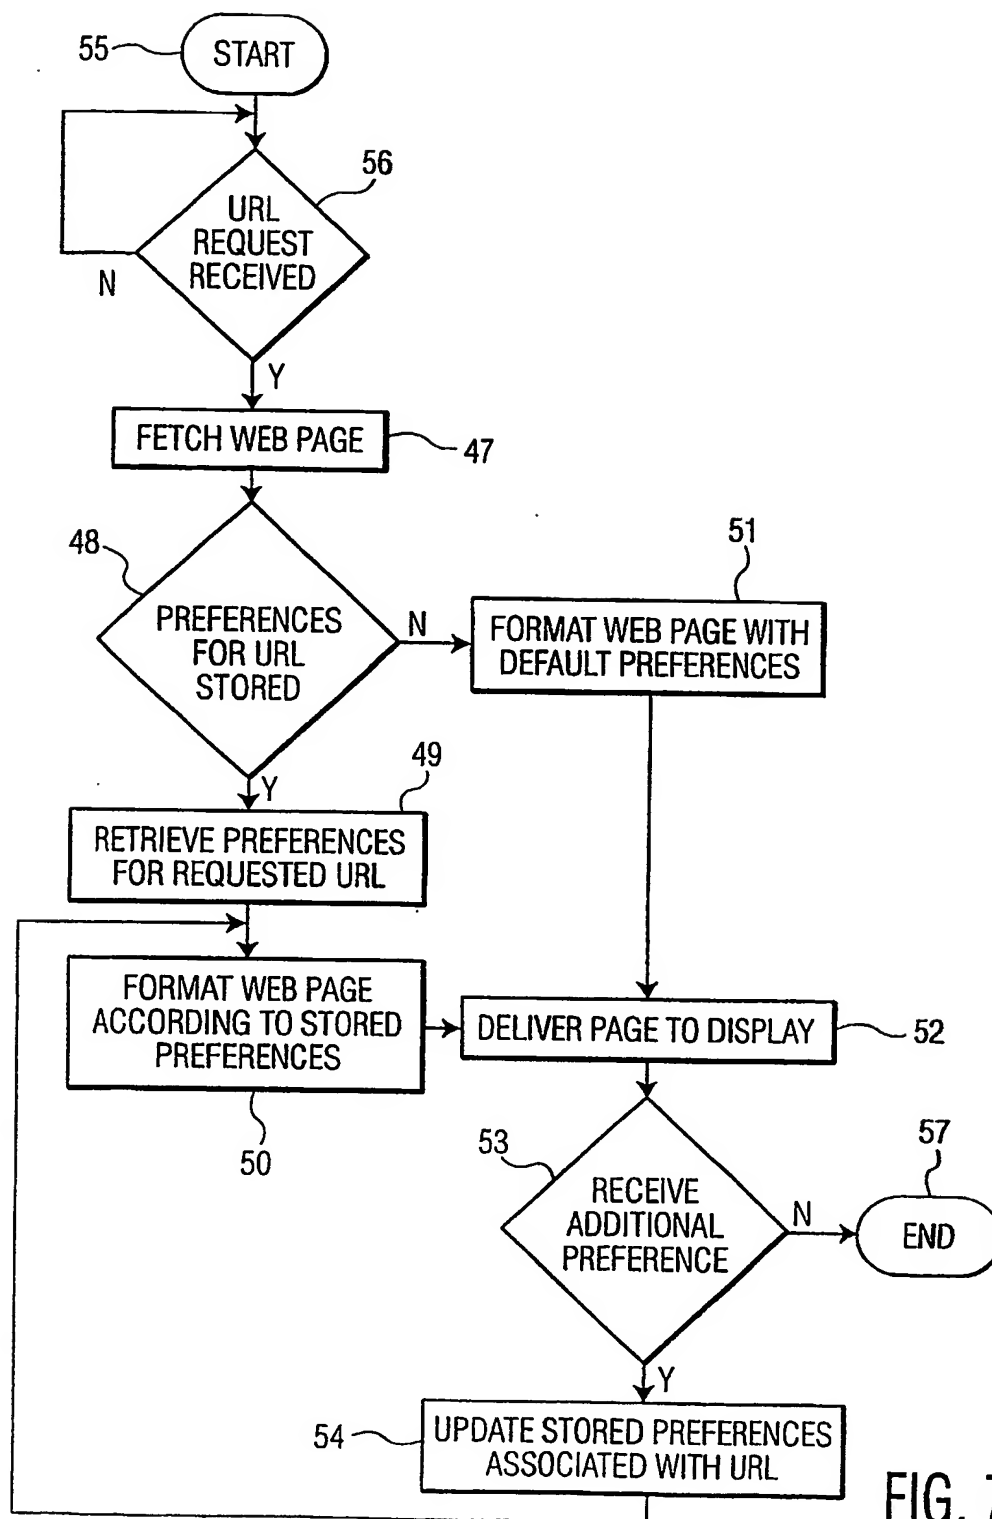 55
START
56
URL
REQUEST
RECEIVED
N
Y
FETCH WEB PAGE
47
48
PREFERENCES
FOR URL
STORED
N
51
FORMAT WEB PAGE WITH
DEFAULT PREFERENCES
Y
49
RETRIEVE PREFERENCES
FOR REQUESTED URL
FORMAT WEB PAGE
ACCORDING TO STORED
PREFERENCES
50
DELIVER PAGE TO DISPLAY
52
53
RECEIVE
ADDITIONAL
PREFERENCE
N
57
END
Y
54
UPDATE STORED PREFERENCES
ASSOCIATED WITH URL
FIG. 7